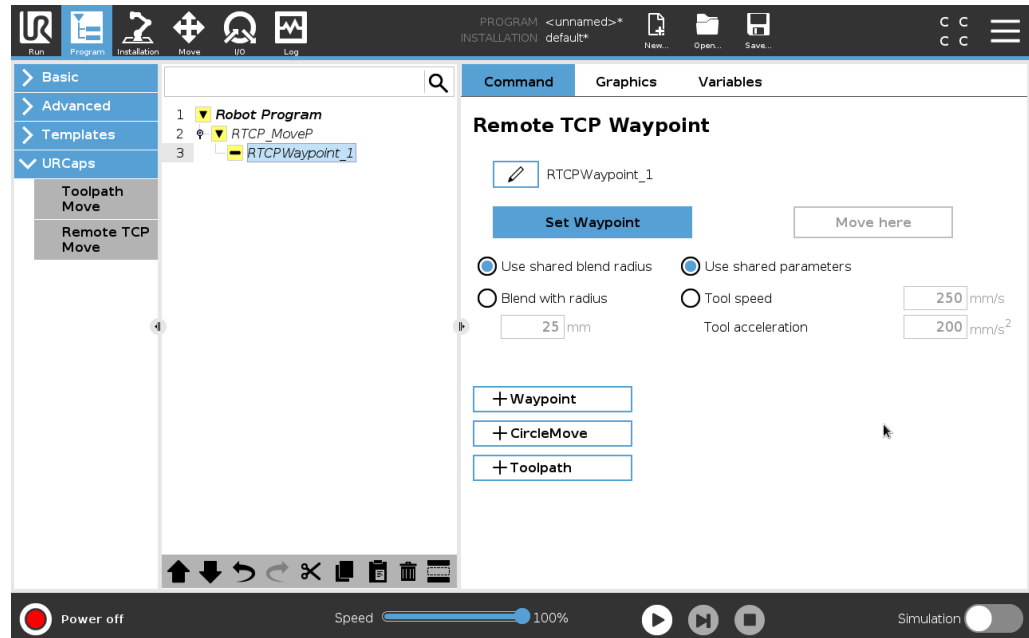 PROGRAM <unnamed>*
INSTALLATION default*
Run
Program
Installation
Move
I/O
Log
New...
Open...
Save...
C C
C C
Basic
Advanced
Templates
URCaps
Toolpath
Move
Remote TCP
Move
1 Robot Program
2 RTCP_MoveP
3 RTCPWaypoint_1
Command Graphics Variables
Remote TCP Waypoint
RTCPWaypoint_1
Set Waypoint Move here
Use shared blend radius Use shared parameters
Blend with radius Tool speed 250 mm/s
25 mm Tool acceleration 200 mm/s²
+Waypoint
+CircleMove
+Toolpath
Power off Speed 100% Simulation